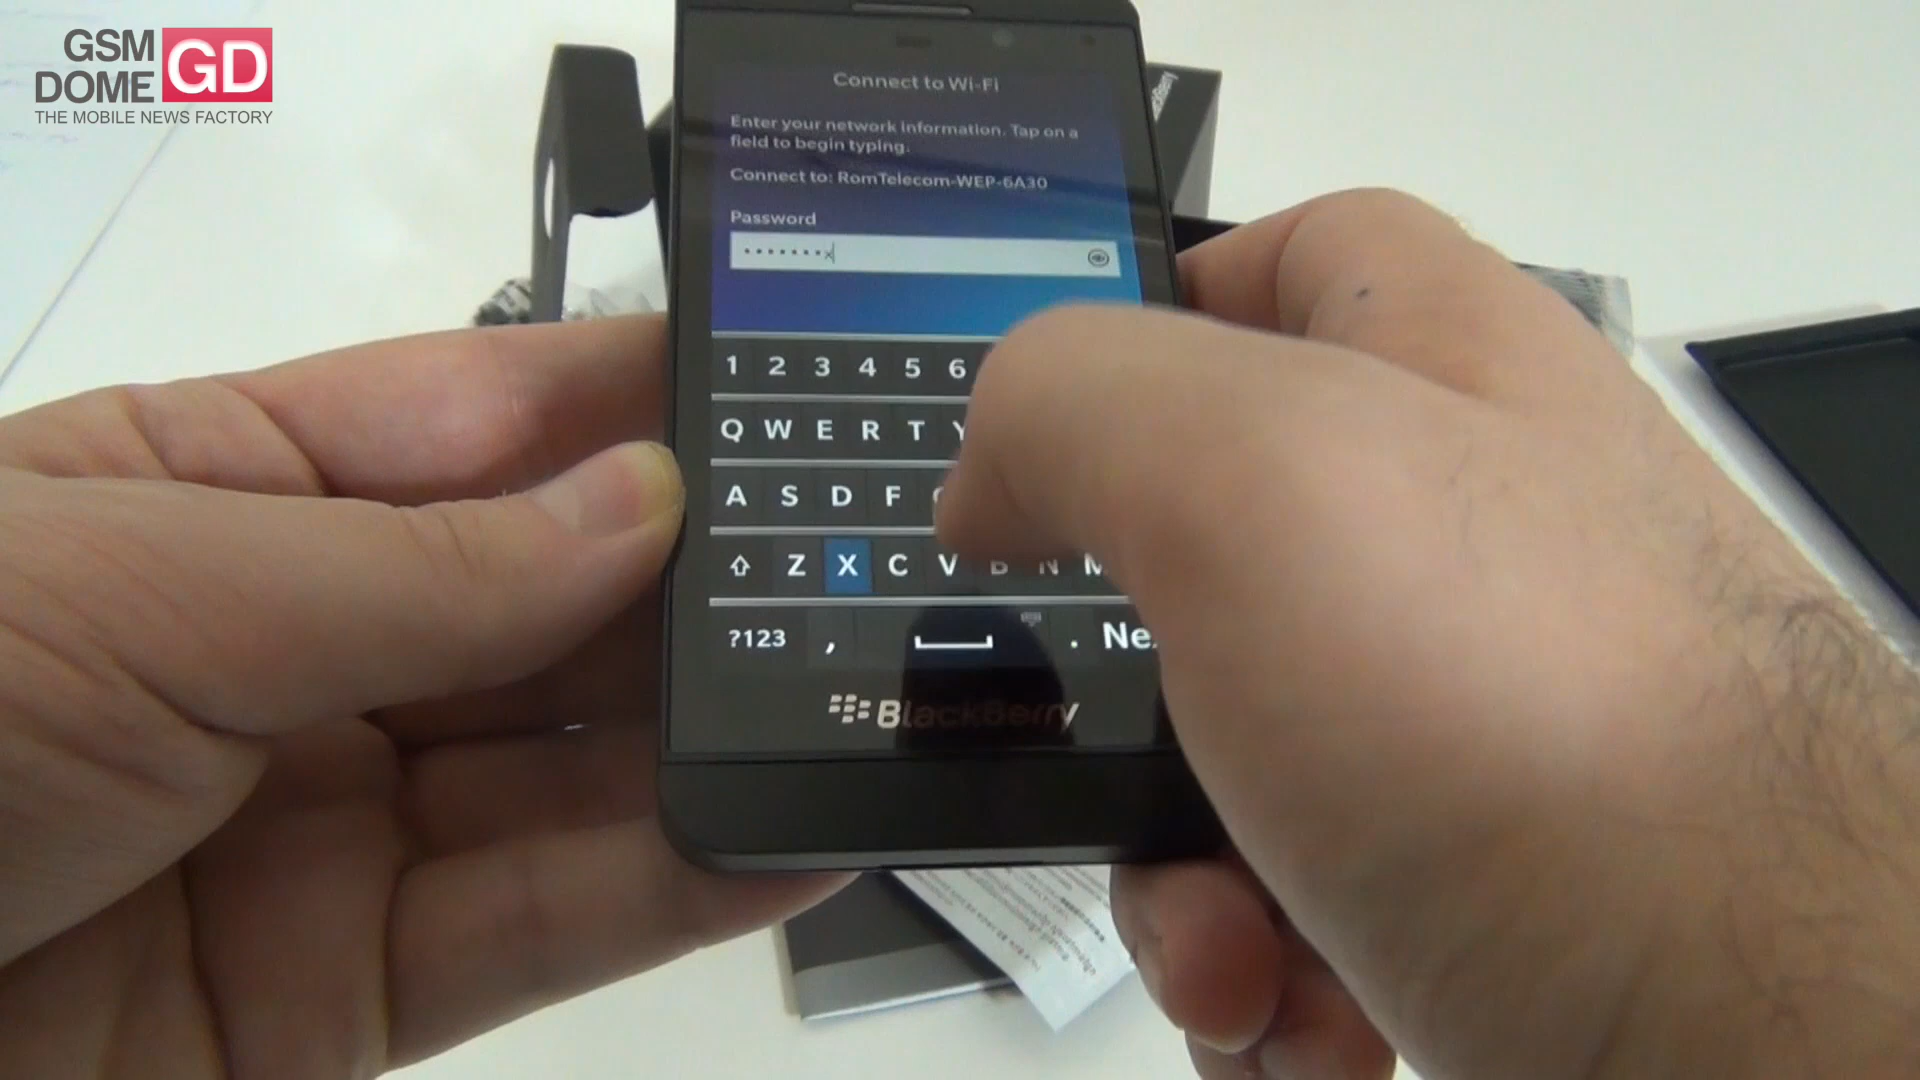 GSM
DOME
GD
THE MOBILE NEWS FACTORY
Connect to Wi-Fi
Enter your network information. Tap on a
field to begin typing.
Connect to: RomTelecom-WEP-6A30
Password
•••••••x
1 2 3 4 5 6
Q W E R T Y
A S D F
Z X C V B N M
?123 , .
BlackBerry